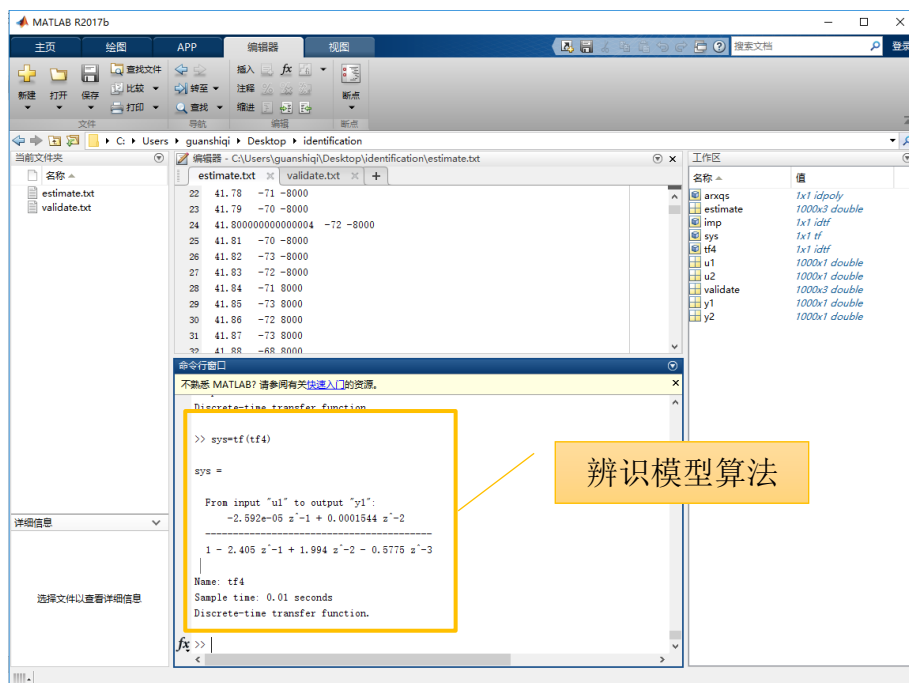 MATLAB R2017b
主页 绘图 APP 编辑器 视图 搜索文档 登录
新建 打开 保存 查找文件 比较 打印 转至 查找 插入 fx 注释 缩进 断点
文件 导航 编辑 断点
C: Users guanshiqi Desktop identification
当前文件夹
名称
estimate.txt
validate.txt
编辑器 - C:\Users\guanshiqi\Desktop\identification\estimate.txt
estimate.txt validate.txt
22 41.78 -71 -8000
23 41.79 -70 -8000
24 41.800000000000004 -72 -8000
25 41.81 -70 -8000
26 41.82 -73 -8000
27 41.83 -72 -8000
28 41.84 -71 8000
29 41.85 -73 8000
30 41.86 -72 8000
31 41.87 -73 8000
32 41.88 -68 8000
工作区
名称 值
arxqs 1x1 idpoly
estimate 1000x3 double
imp 1x1 idtf
sys 1x1 tf
tf4 1x1 idtf
u1 1000x1 double
u2 1000x1 double
validate 1000x3 double
y1 1000x1 double
y2 1000x1 double
命令行窗口
不熟悉 MATLAB? 请参阅有关快速入门的资源。
Discrete-time transfer function.
>> sys=tf(tf4)
sys =
From input "u1" to output "y1":
-2.592e-05 z^-1 + 0.0001544 z^-2
-----------------------------------------
1 - 2.405 z^-1 + 1.994 z^-2 - 0.5775 z^-3
Name: tf4
Sample time: 0.01 seconds
Discrete-time transfer function.
fx >>
辨识模型算法
详细信息
选择文件以查看详细信息